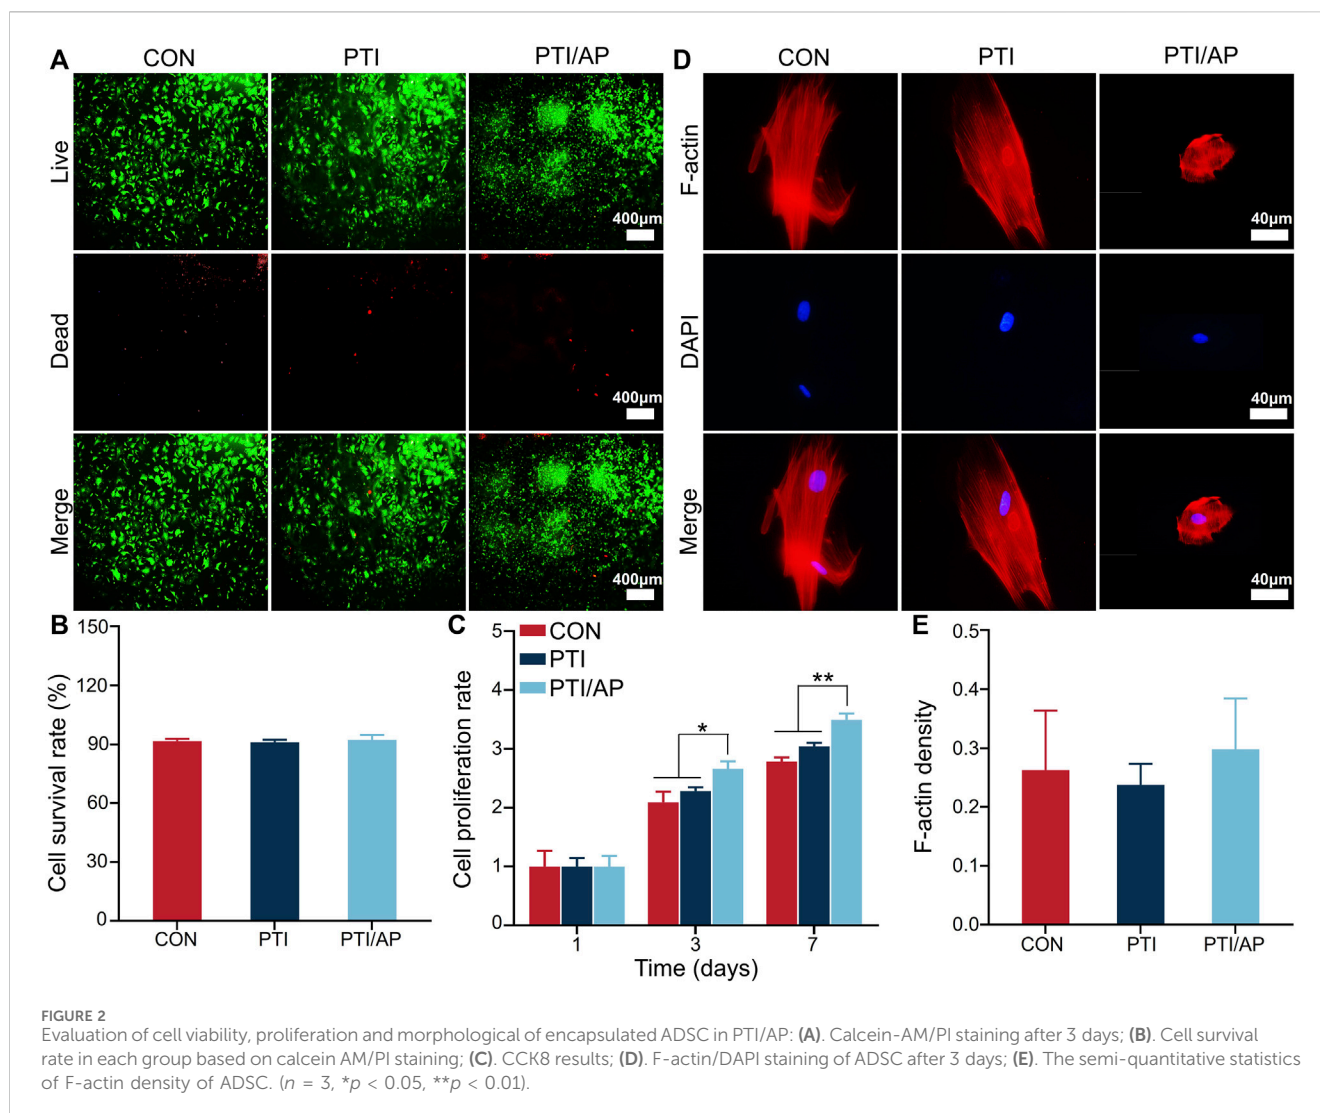 A
CON
PTI
PTI/AP
Live
400μm
Dead
400μm
Merge
400μm
D
CON
PTI
PTI/AP
F-actin
40μm
DAPI
40μm
Merge
40μm
B
Cell survival rate (%)
150
120
90
60
30
0
CON
PTI
PTI/AP
C
Cell proliferation rate
5
4
3
2
1
0
CON
PTI
PTI/AP
*
**
1
3
7
Time (days)
E
F-actin density
0.5
0.4
0.3
0.2
0.1
0.0
CON
PTI
PTI/AP
FIGURE 2
Evaluation of cell viability, proliferation and morphological of encapsulated ADSC in PTI/AP: (A). Calcein-AM/PI staining after 3 days; (B). Cell survival
rate in each group based on calcein AM/PI staining; (C). CCK8 results; (D). F-actin/DAPI staining of ADSC after 3 days; (E). The semi-quantitative statistics
of F-actin density of ADSC. (n = 3, *p < 0.05, **p < 0.01).